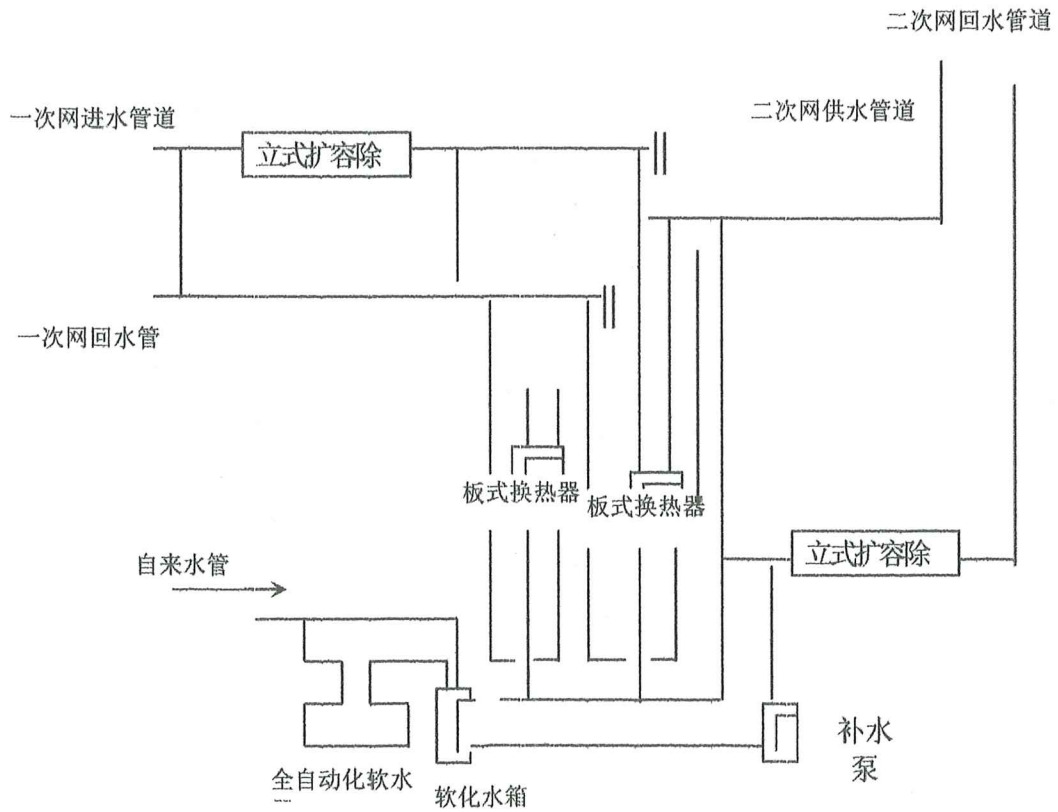 二次网回水管道
一次网进水管道
二次网供水管道
立式扩容除
一次网回水管
板式换热器
板式换热器
立式扩容除
自来水管
补水
泵
全自动化软水
软化水箱